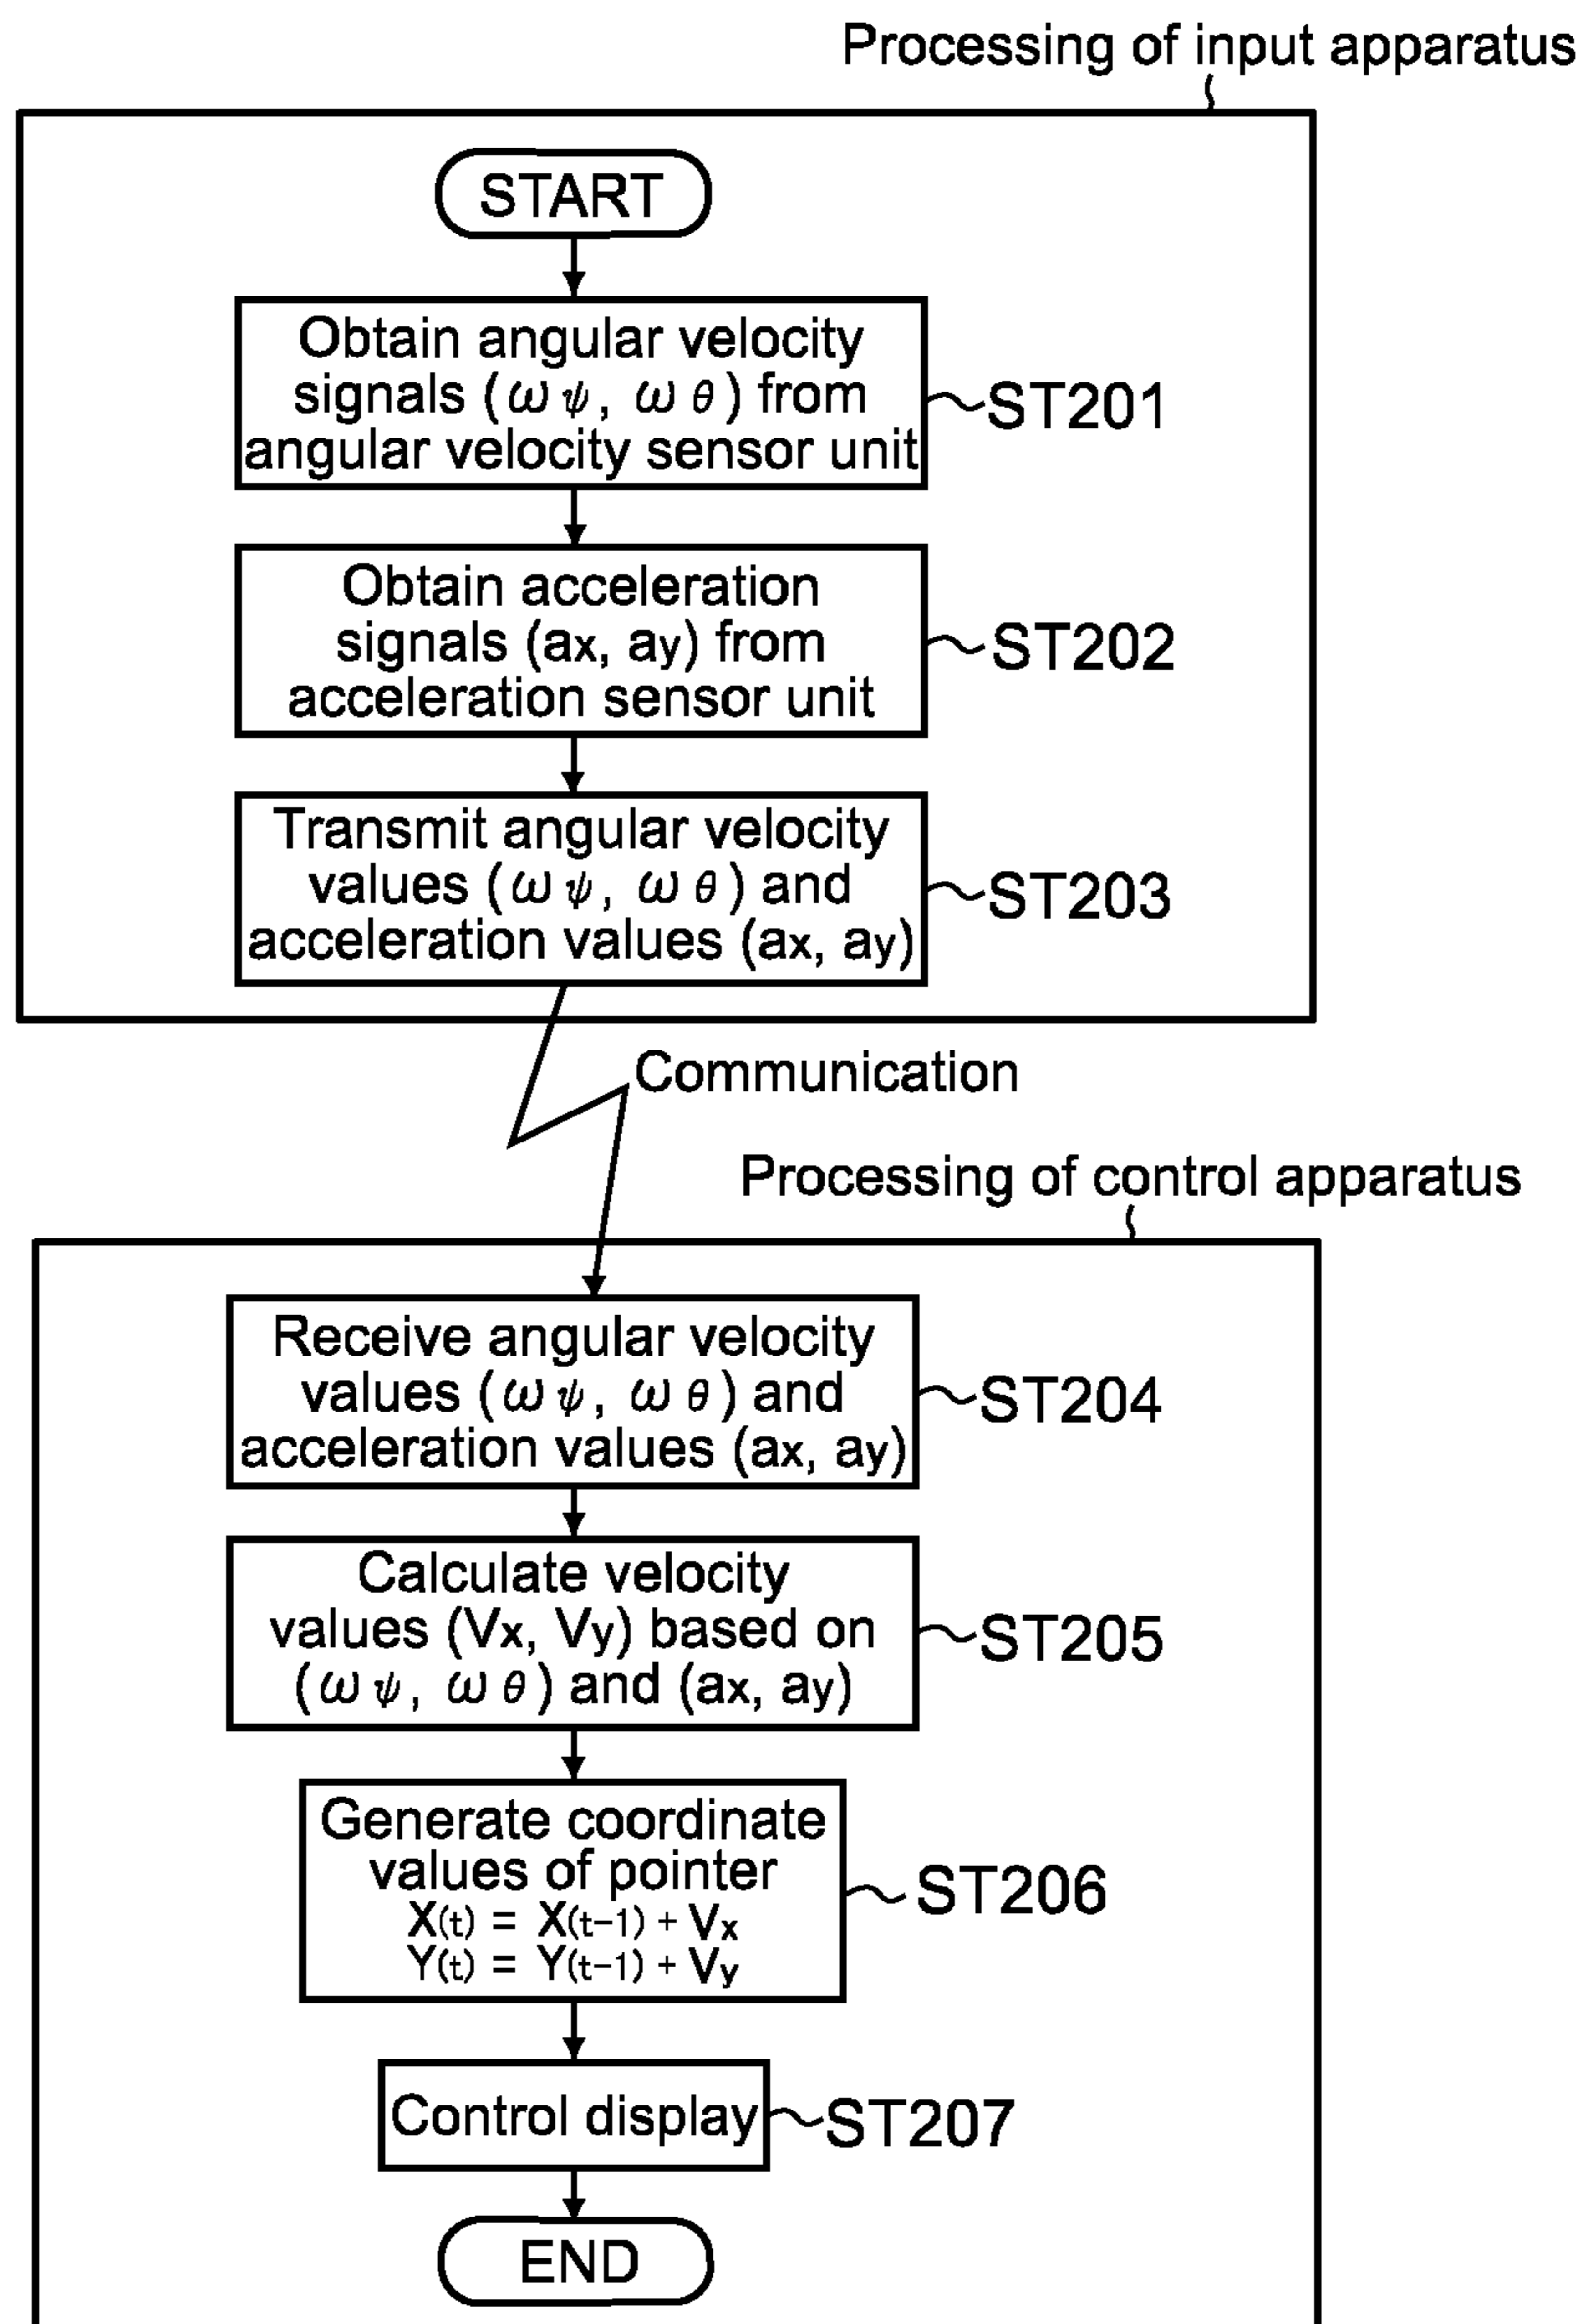 Processing of input apparatus
START
Obtain angular velocity
signals (ωψ, ωθ) from
angular velocity sensor unit
ST201
Obtain acceleration
signals (ax, ay) from
acceleration sensor unit
ST202
Transmit angular velocity
values (ωψ, ωθ) and
acceleration values (ax, ay)
ST203
Communication
Processing of control apparatus
Receive angular velocity
values (ωψ, ωθ) and
acceleration values (ax, ay)
ST204
Calculate velocity
values (Vx, Vy) based on
(ωψ, ωθ) and (ax, ay)
ST205
Generate coordinate
values of pointer
X(t) = X(t-1) + Vx
Y(t) = Y(t-1) + Vy
ST206
Control display
ST207
END